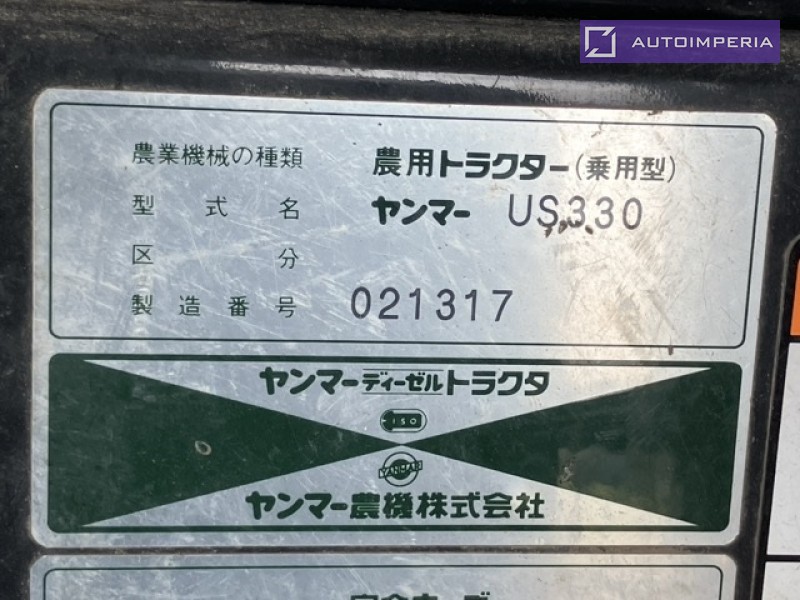 AUTOIMPERIA
農業機械の種類 農用トラクター(乗用型)
型式名 ヤンマー US330
区分
製造番号 021317
ヤンマーディーゼルトラクタ
ISO
YANMAR
ヤンマー農機株式会社